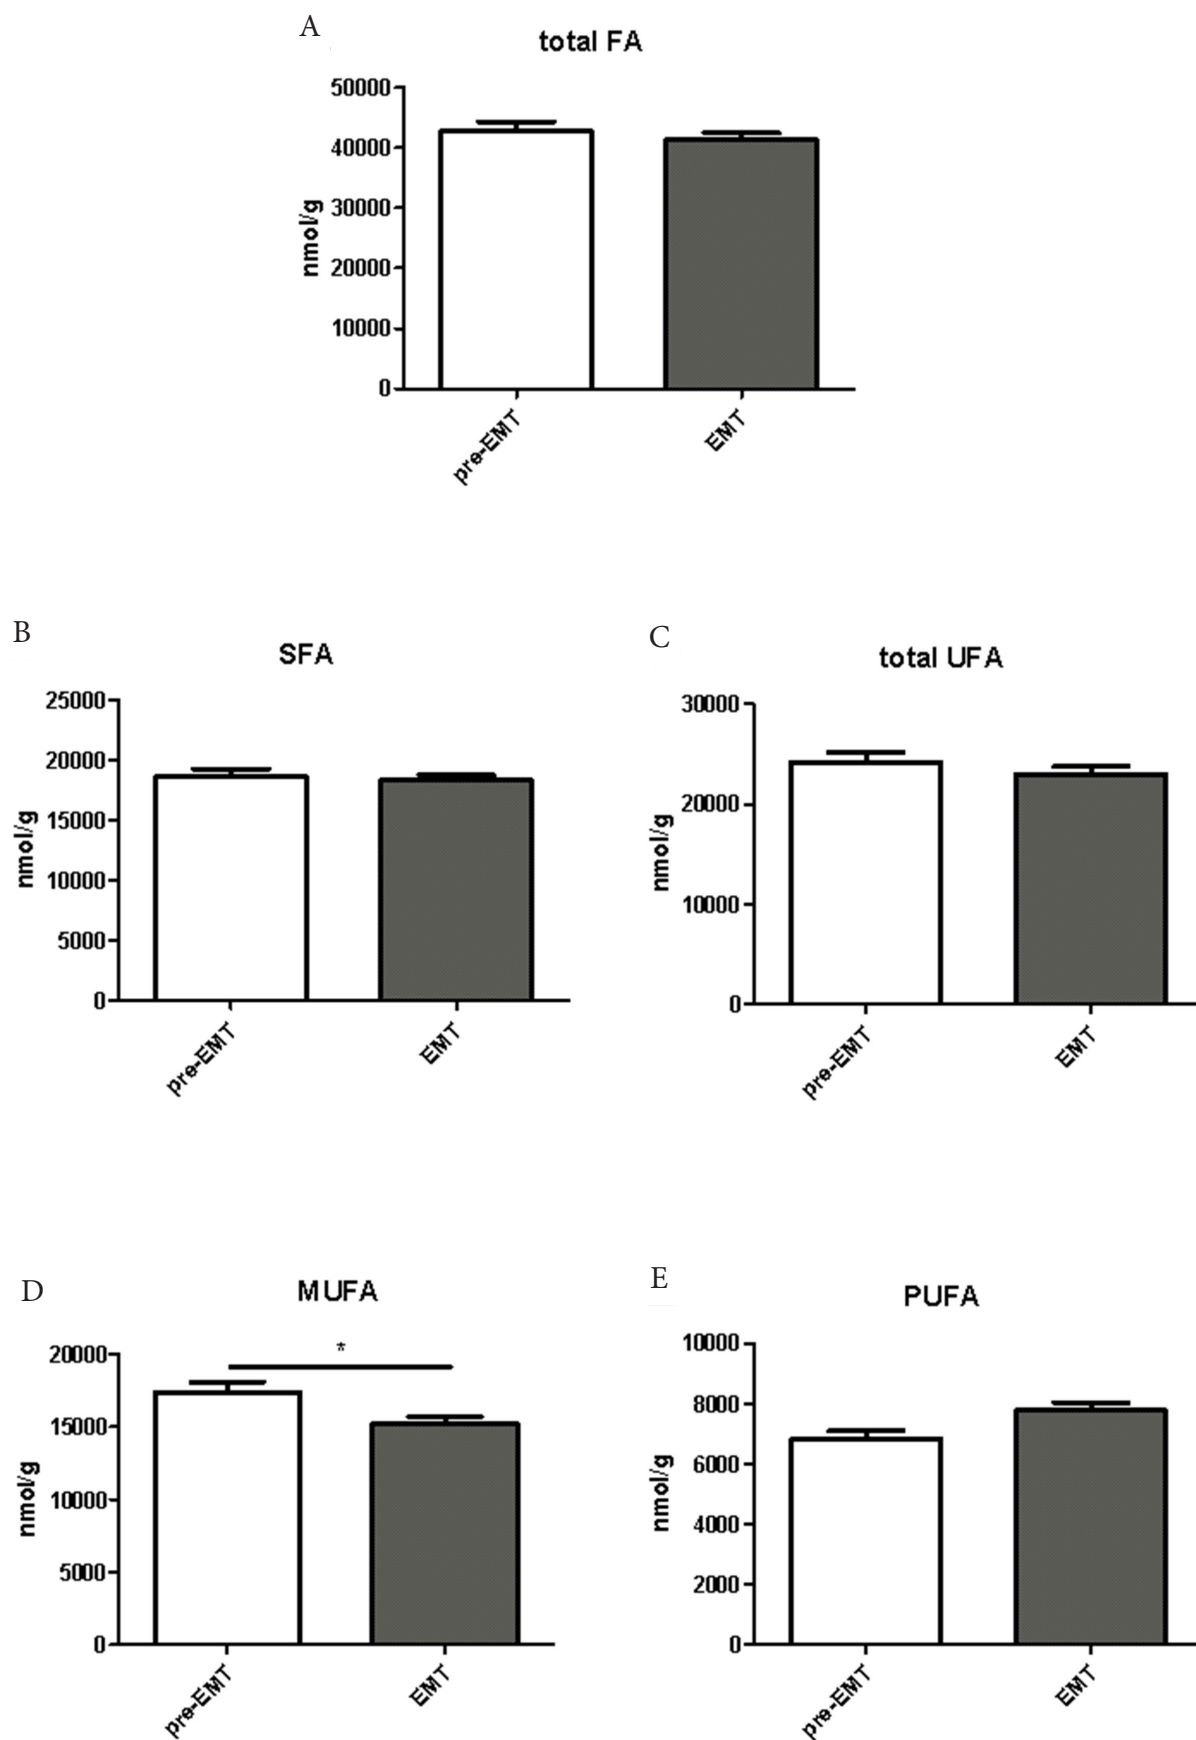 A
total FA
50000
40000
30000
20000
10000
0
nmol/g
pre-EMT
EMT
B
SFA
25000
20000
15000
10000
5000
0
nmol/g
pre-EMT
EMT
C
total UFA
30000
20000
10000
0
nmol/g
pre-EMT
EMT
D
MUFA
*
20000
15000
10000
5000
0
nmol/g
pre-EMT
EMT
E
PUFA
10000
8000
6000
4000
2000
0
nmol/g
pre-EMT
EMT